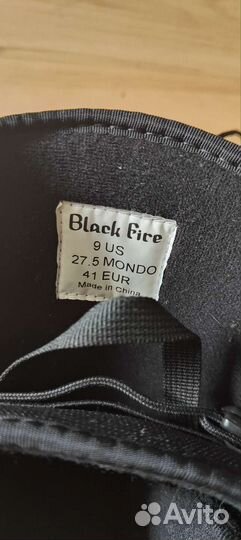 Black Fire
9 US
27.5 MONDO
41 EUR
Made in China
Avito